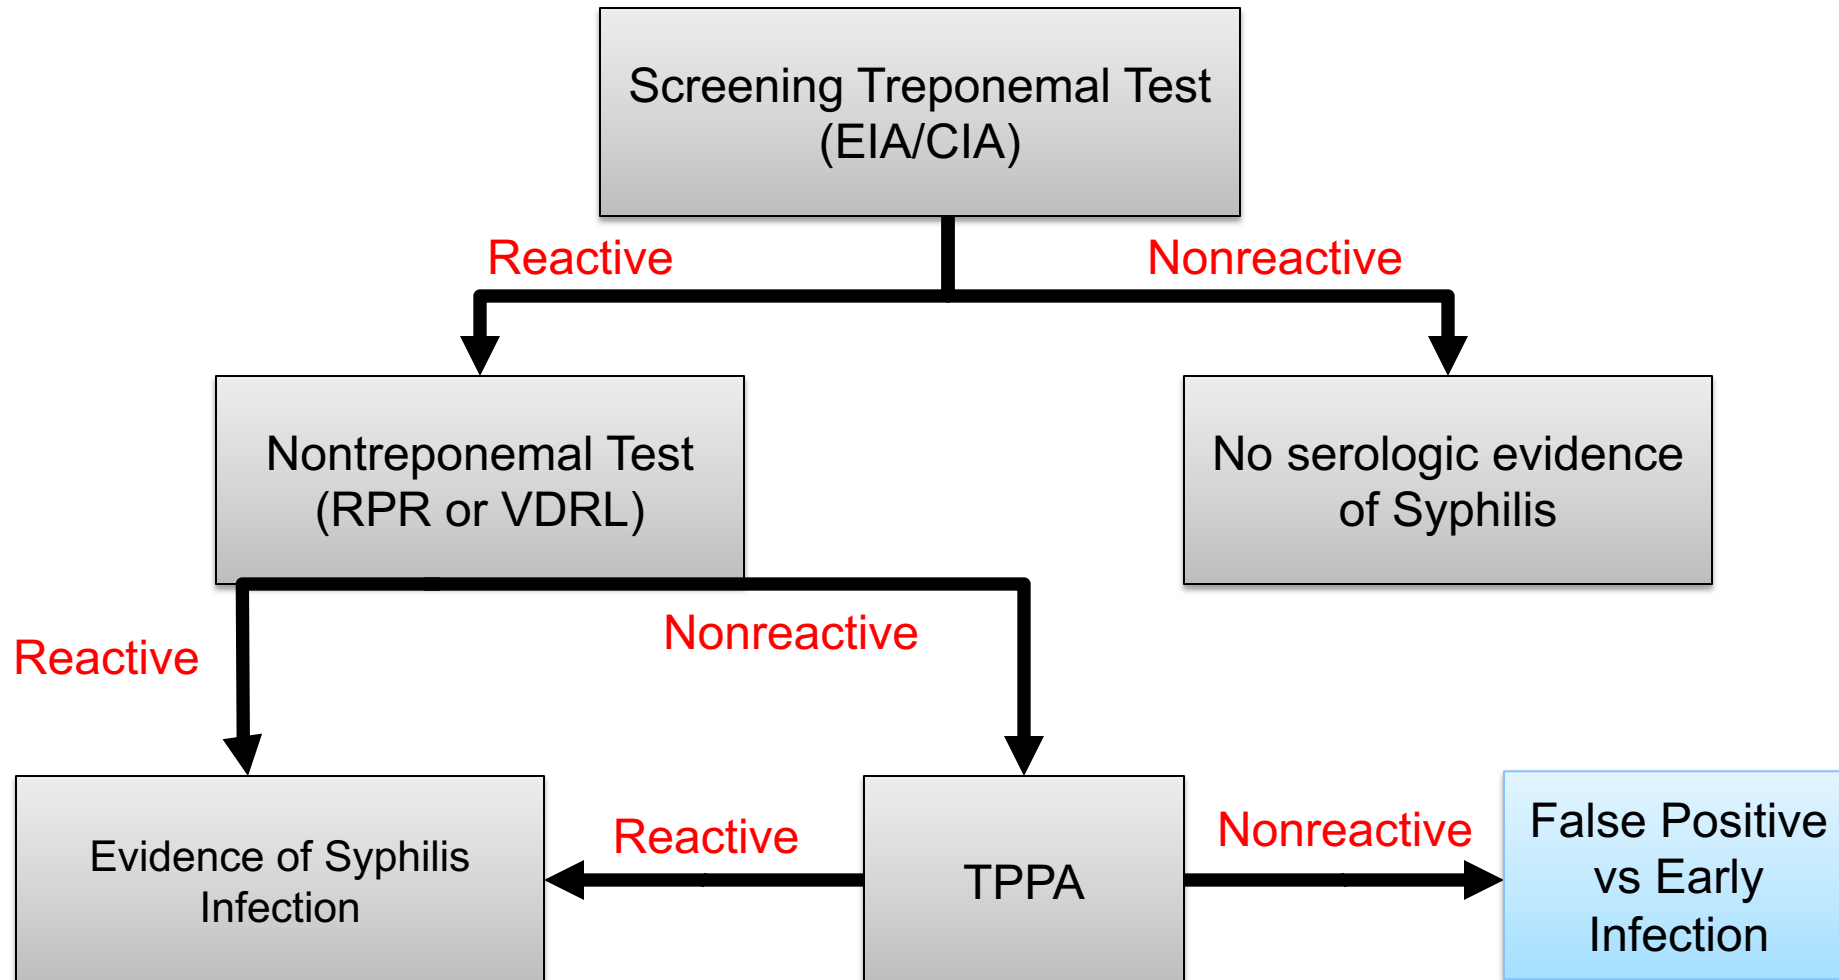 Screening Treponemal Test
(EIA/CIA)
Reactive
Nonreactive
Nontreponemal Test
(RPR or VDRL)
No serologic evidence
of Syphilis
Reactive
Nonreactive
Evidence of Syphilis
Infection
Reactive
TPPA
Nonreactive
False Positive
vs Early
Infection